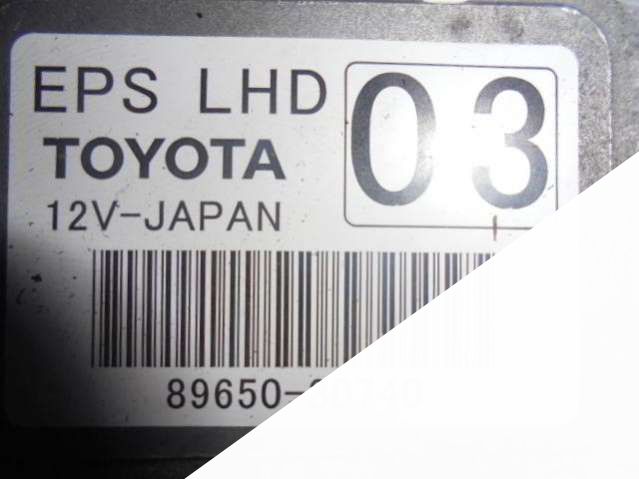 EPS LHD
03
TOYOTA
12V-JAPAN
89650-